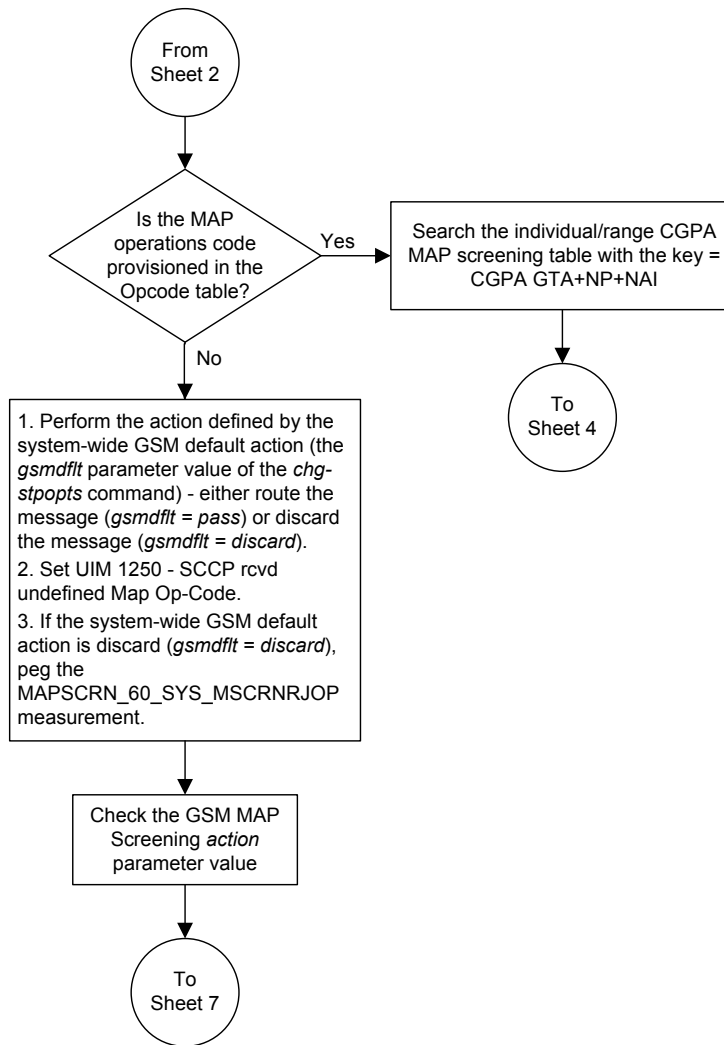 From
Sheet 2
Is the MAP
operations code
provisioned in the
Opcode table?
Yes
Search the individual/range CGPA
MAP screening table with the key =
CGPA GTA+NP+NAI
To
Sheet 4
No
1. Perform the action defined by the
system-wide GSM default action (the
gsmdflt parameter value of the chg-
stpopts command) - either route the
message (gsmdflt = pass) or discard
the message (gsmdflt = discard).
2. Set UIM 1250 - SCCP rcvd
undefined Map Op-Code.
3. If the system-wide GSM default
action is discard (gsmdflt = discard),
peg the
MAPSCRN_60_SYS_MSCRNRJOP
measurement.
Check the GSM MAP
Screening action
parameter value
To
Sheet 7